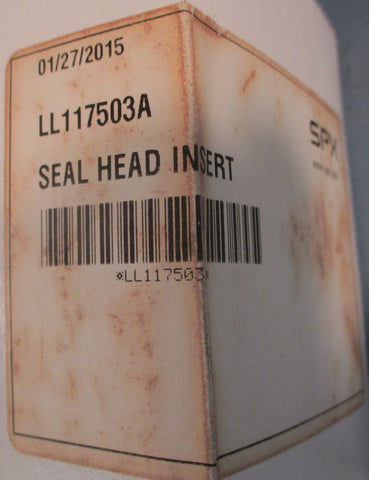 01/27/2015
LL117503A
SPX
SEAL HEAD INSERT
*LL117503*